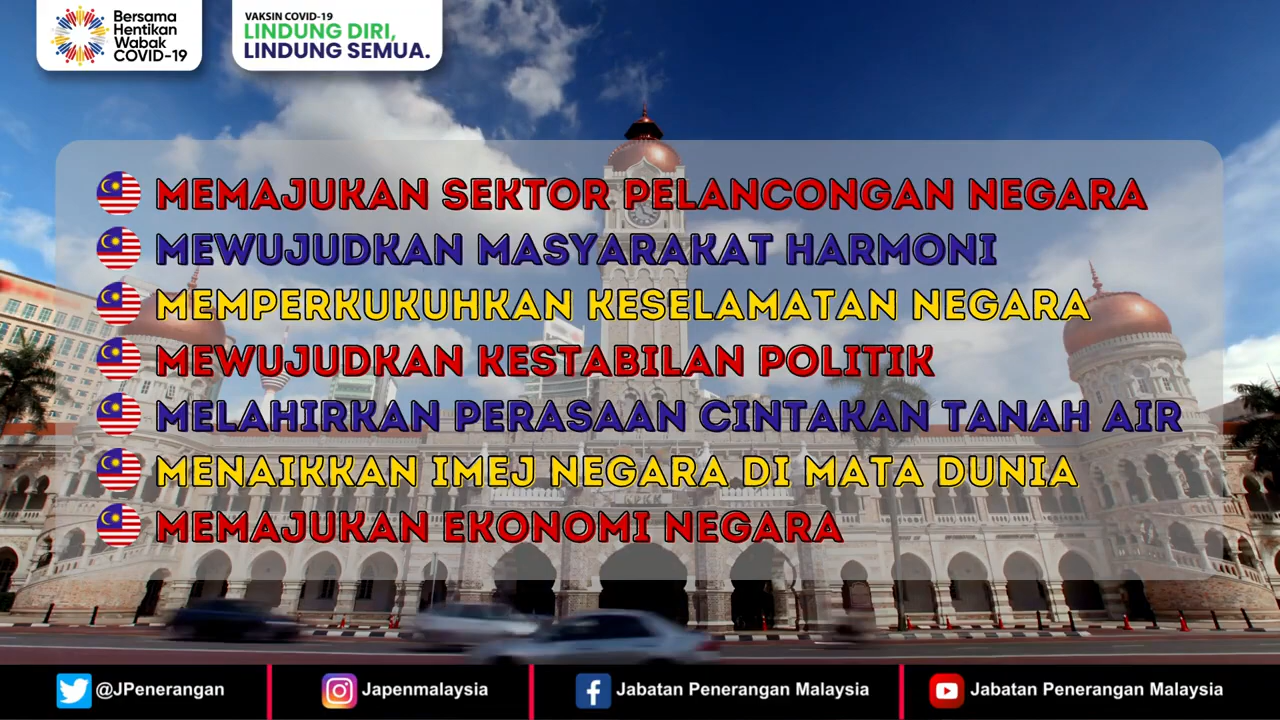 Bersama
Hentikan
Wabak
COVID-19
VAKSIN COVID-19
LINDUNG DIRI,
LINDUNG SEMUA.
MEMAJUKAN SEKTOR PELANCONGAN NEGARA
MEWUJUDKAN MASYARAKAT HARMONI
MEMPERKUKUHKAN KESELAMATAN NEGARA
MEWUJUDKAN KESTABILAN POLITIK
MELAHIRKAN PERASAAN CINTAKAN TANAH AIR
MENAIKKAN IMEJ NEGARA DI MATA DUNIA
MEMAJUKAN EKONOMI NEGARA
@JPenerangan
Japenmalaysia
Jabatan Penerangan Malaysia
Jabatan Penerangan Malaysia